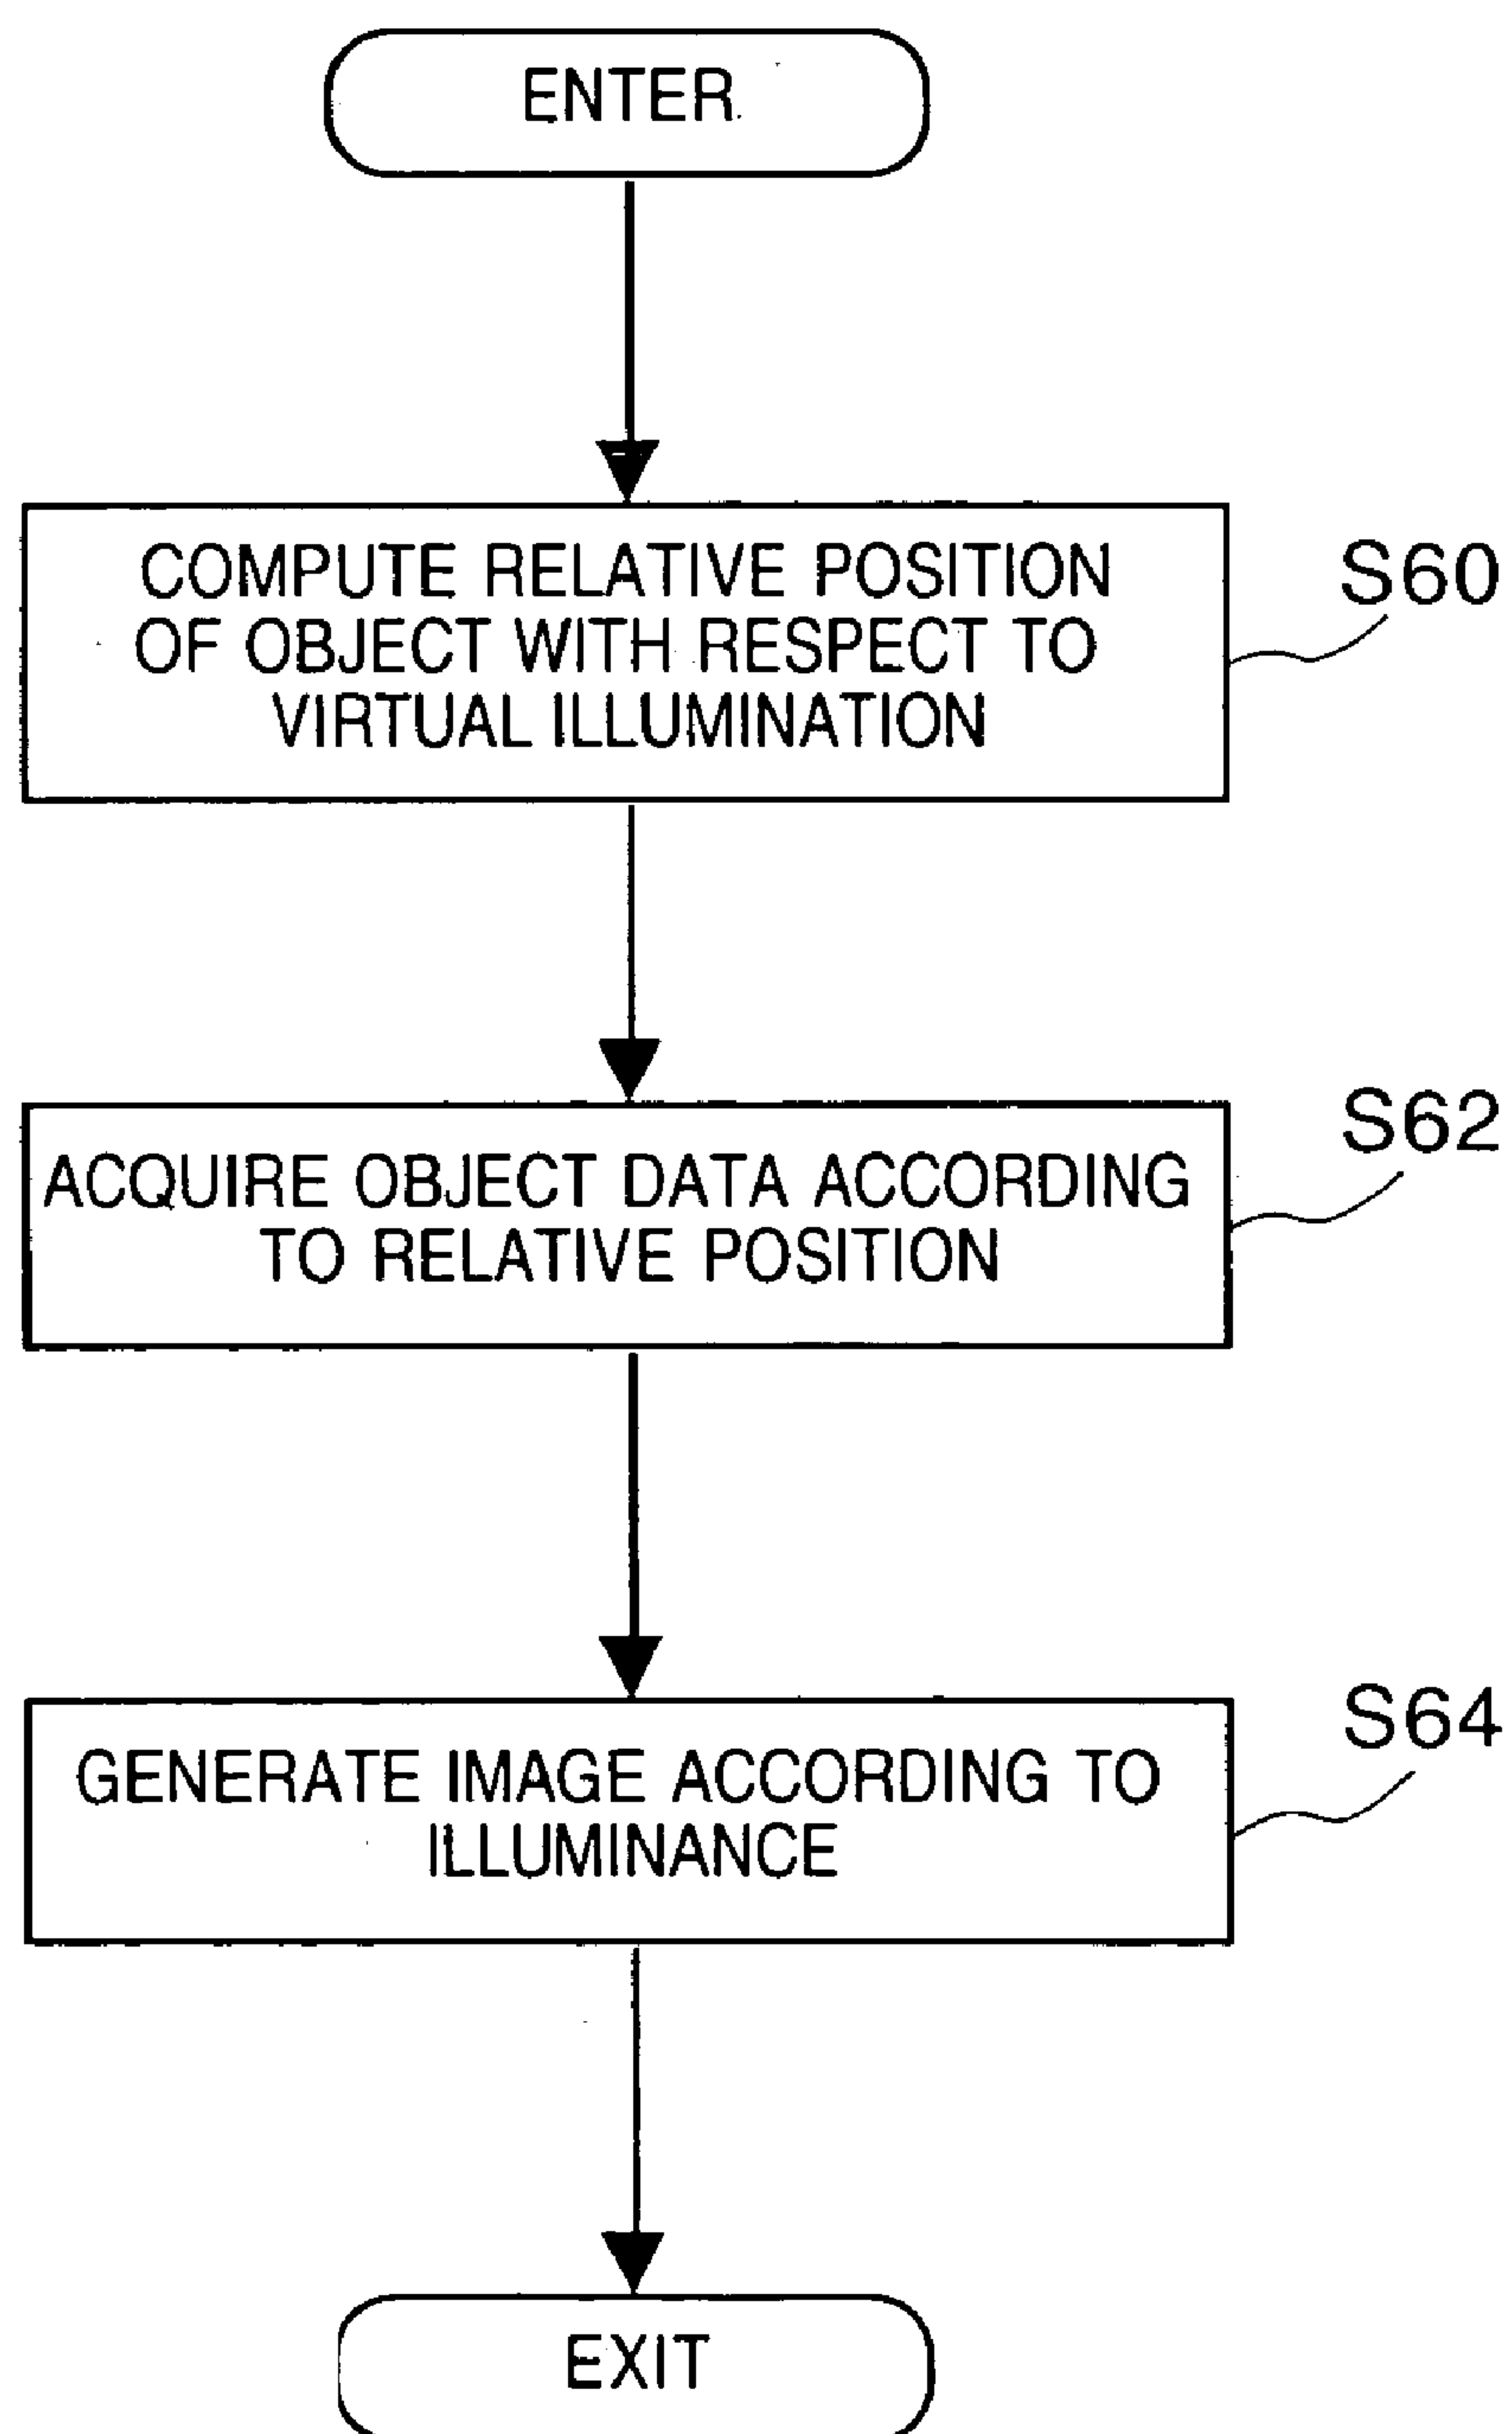 ENTER
COMPUTE RELATIVE POSITION
OF OBJECT WITH RESPECT TO
VIRTUAL ILLUMINATION
S60
ACQUIRE OBJECT DATA ACCORDING
TO RELATIVE POSITION
S62
GENERATE IMAGE ACCORDING TO
ILLUMINANCE
S64
EXIT